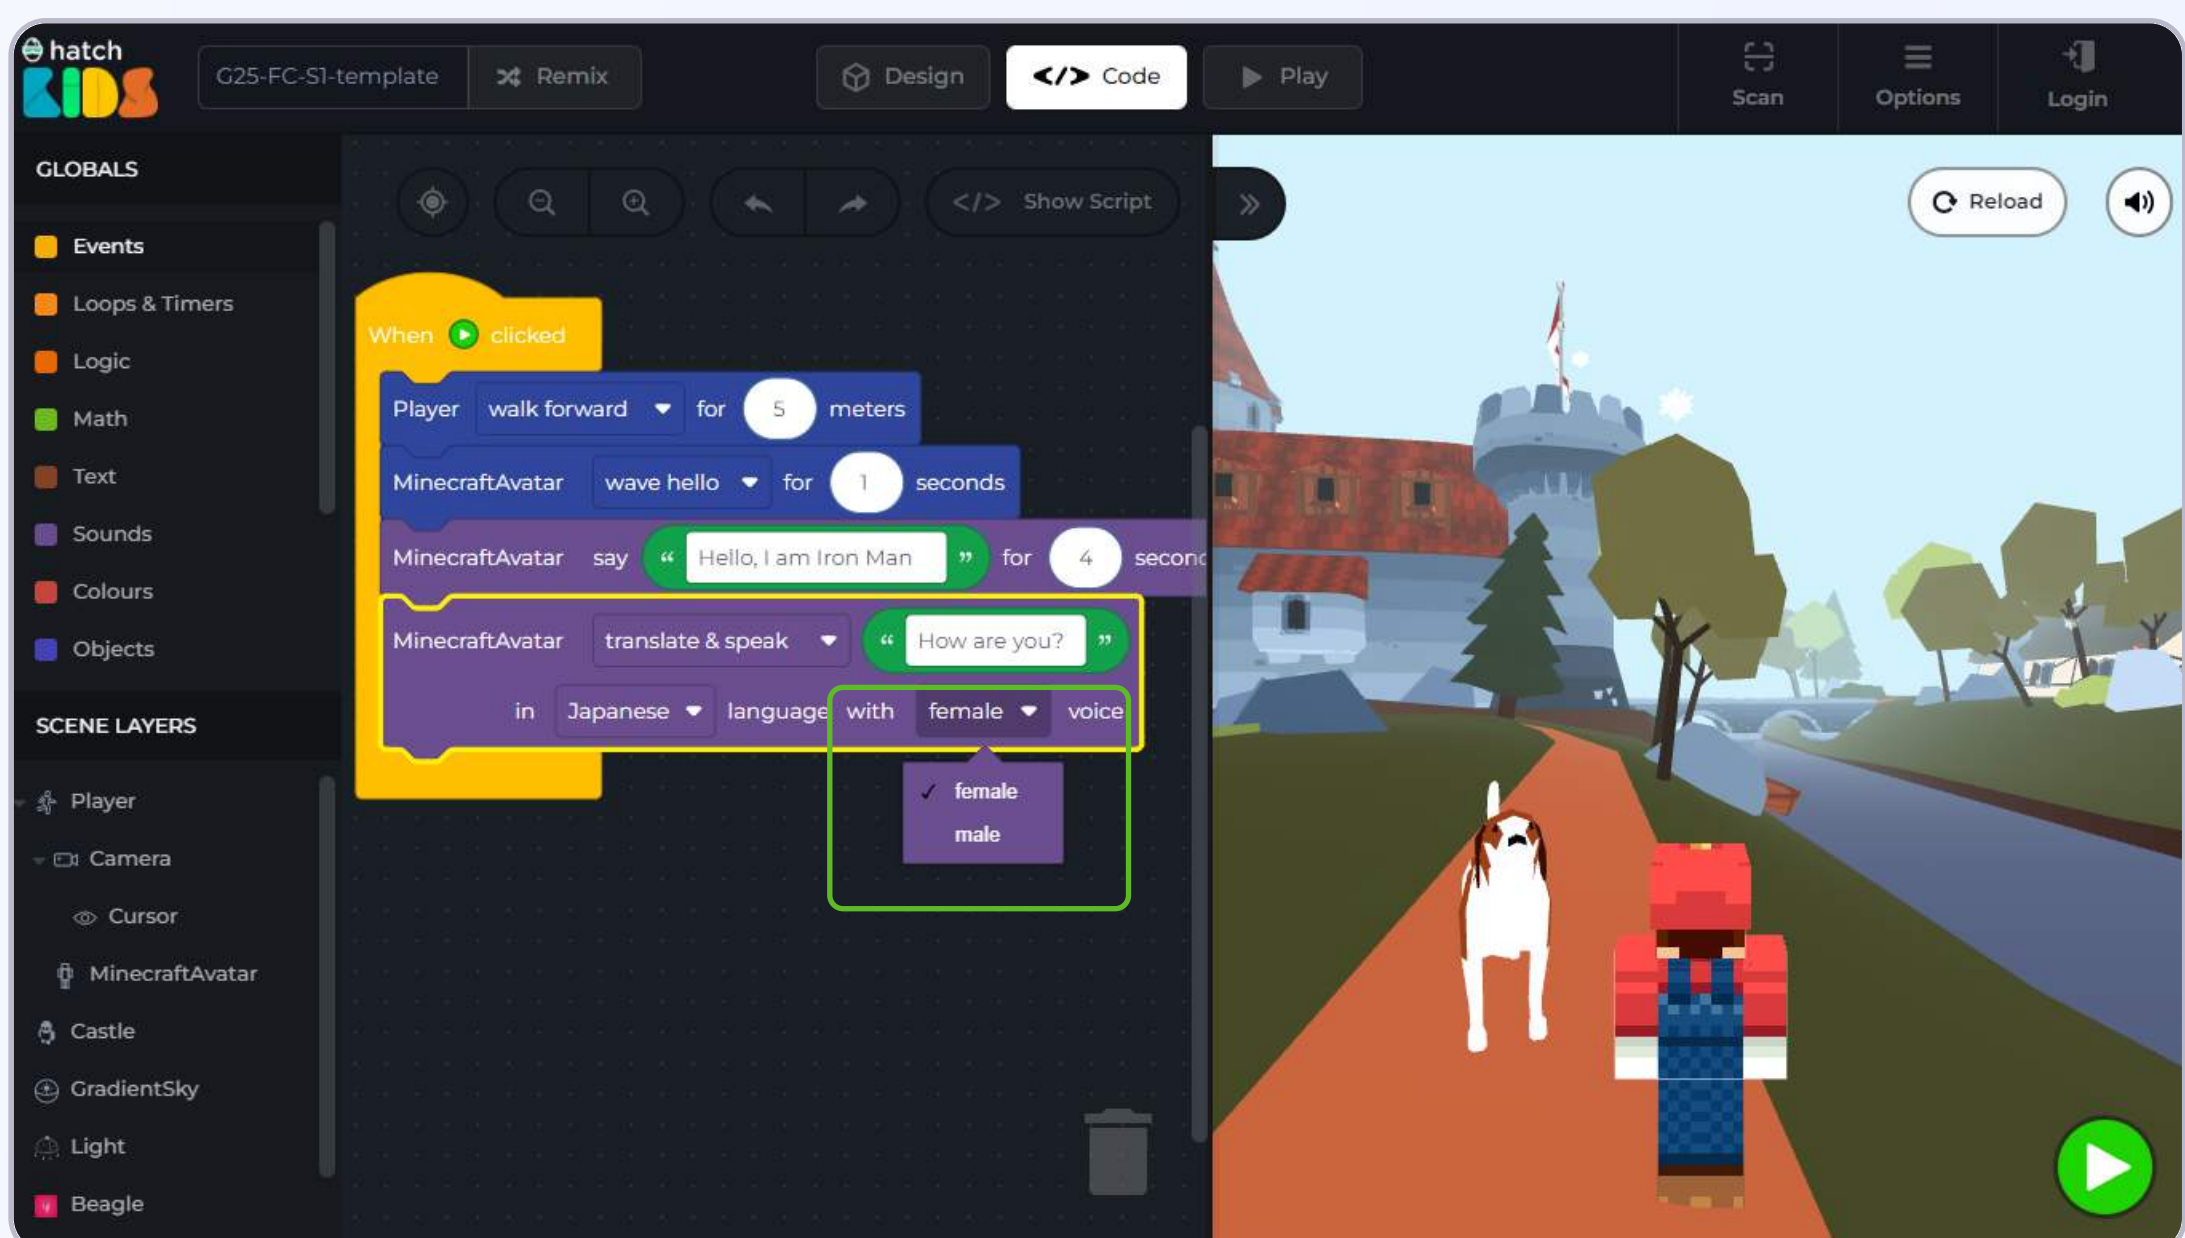 hatch
KIDS
G25-FC-S1-template
Remix
Design
</> Code
Play
Scan
Options
Login
GLOBALS
Events
Loops & Timers
Logic
Math
Text
Sounds
Colours
Objects
SCENE LAYERS
Player
Camera
Cursor
MinecraftAvatar
Castle
GradientSky
Light
Beagle
</> Show Script
When clicked
Player walk forward for 5 meters
MinecraftAvatar wave hello for 1 seconds
MinecraftAvatar say “ Hello, I am Iron Man ” for 4 second
MinecraftAvatar translate & speak “ How are you? ”
in Japanese language with female voice
✓ female
male
Reload